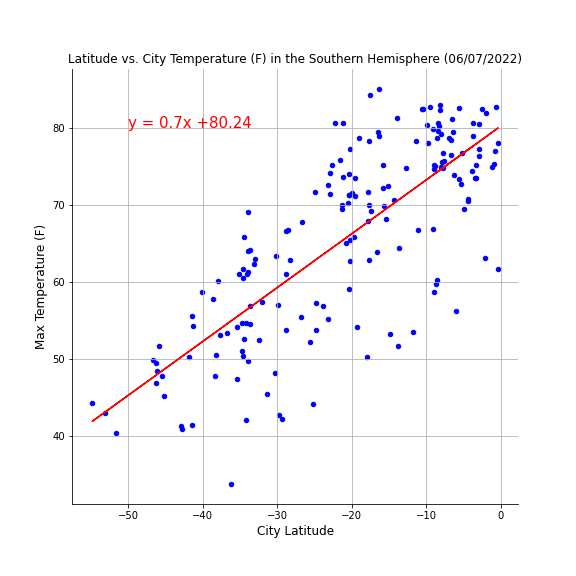 Latitude vs. City Temperature (F) in the Southern Hemisphere (06/07/2022)
y = 0.7x +80.24
Max Temperature (F)
80
70
60
50
40
−50 −40 −30 −20 −10 0
City Latitude